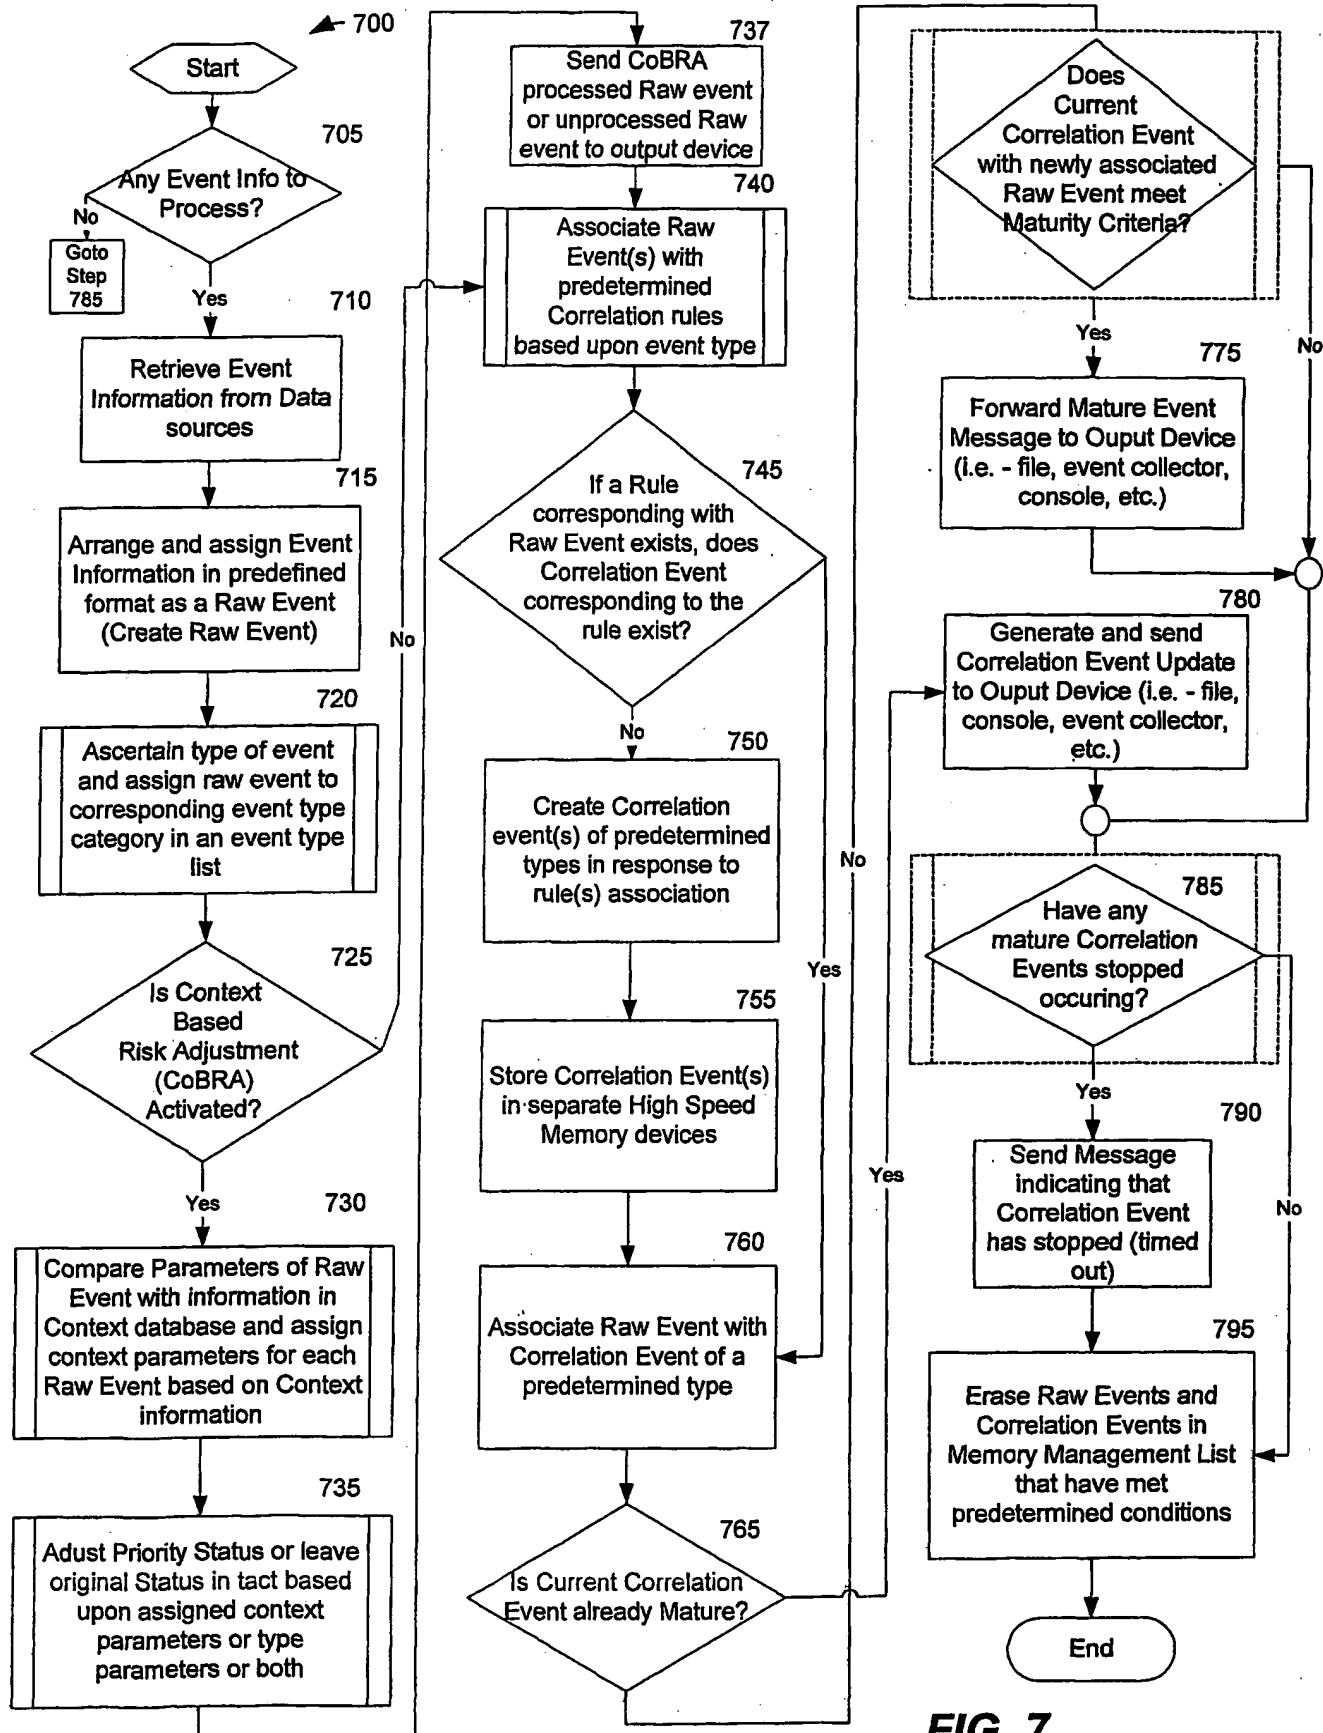 700
Start
705
Any Event Info to
Process?
No
Goto
Step
785
Yes
710
Retrieve Event
Information from Data
sources
715
Arrange and assign Event
Information in predefined
format as a Raw Event
(Create Raw Event)
720
Ascertain type of event
and assign raw event to
corresponding event type
category in an event type
list
725
Is Context
Based
Risk Adjustment
(CoBRA)
Activated?
No
Yes
730
Compare Parameters of Raw
Event with information in
Context database and assign
context parameters for each
Raw Event based on Context
information
735
Adust Priority Status or leave
original Status in tact based
upon assigned context
parameters or type
parameters or both
737
Send CoBRA
processed Raw event
or unprocessed Raw
event to output device
740
Associate Raw
Event(s) with
predetermined
Correlation rules
based upon event type
745
If a Rule
corresponding with
Raw Event exists, does
Correlation Event
corresponding to the
rule exist?
No
Yes
750
Create Correlation
event(s) of predetermined
types in response to
rule(s) association
755
Store Correlation Event(s)
in separate High Speed
Memory devices
760
Associate Raw Event with
Correlation Event of a
predetermined type
765
Is Current Correlation
Event already Mature?
No
Yes
Does
Current
Correlation Event
with newly associated
Raw Event meet
Maturity Criteria?
Yes
No
775
Forward Mature Event
Message to Ouput Device
(i.e. - file, event collector,
console, etc.)
780
Generate and send
Correlation Event Update
to Ouput Device (i.e. - file,
console, event collector,
etc.)
785
Have any
mature Correlation
Events stopped
occuring?
Yes
No
790
Send Message
indicating that
Correlation Event
has stopped (timed
out)
795
Erase Raw Events and
Correlation Events in
Memory Management List
that have met
predetermined conditions
End
FIG. 7